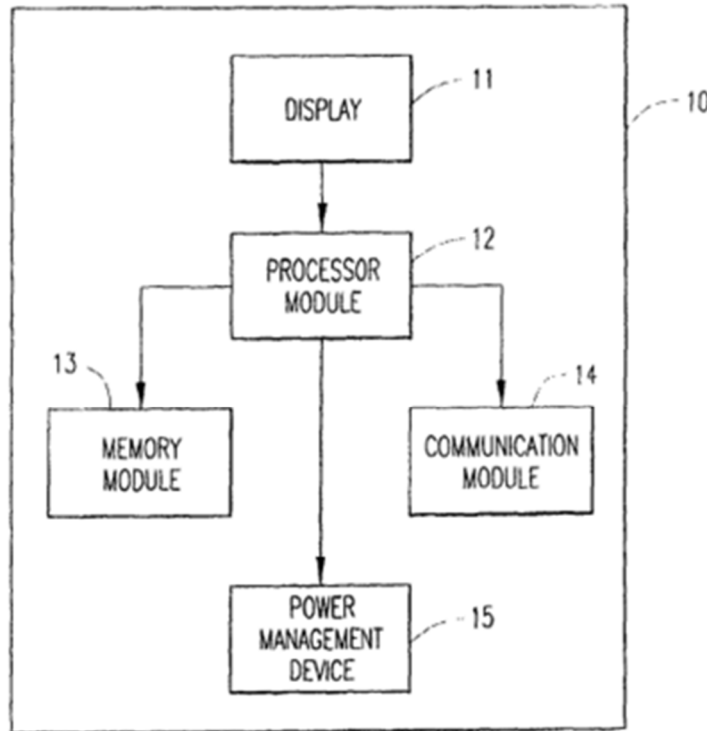 11
DISPLAY
10
12
PROCESSOR
MODULE
13
14
MEMORY
MODULE
COMMUNICATION
MODULE
POWER
MANAGEMENT
DEVICE
15